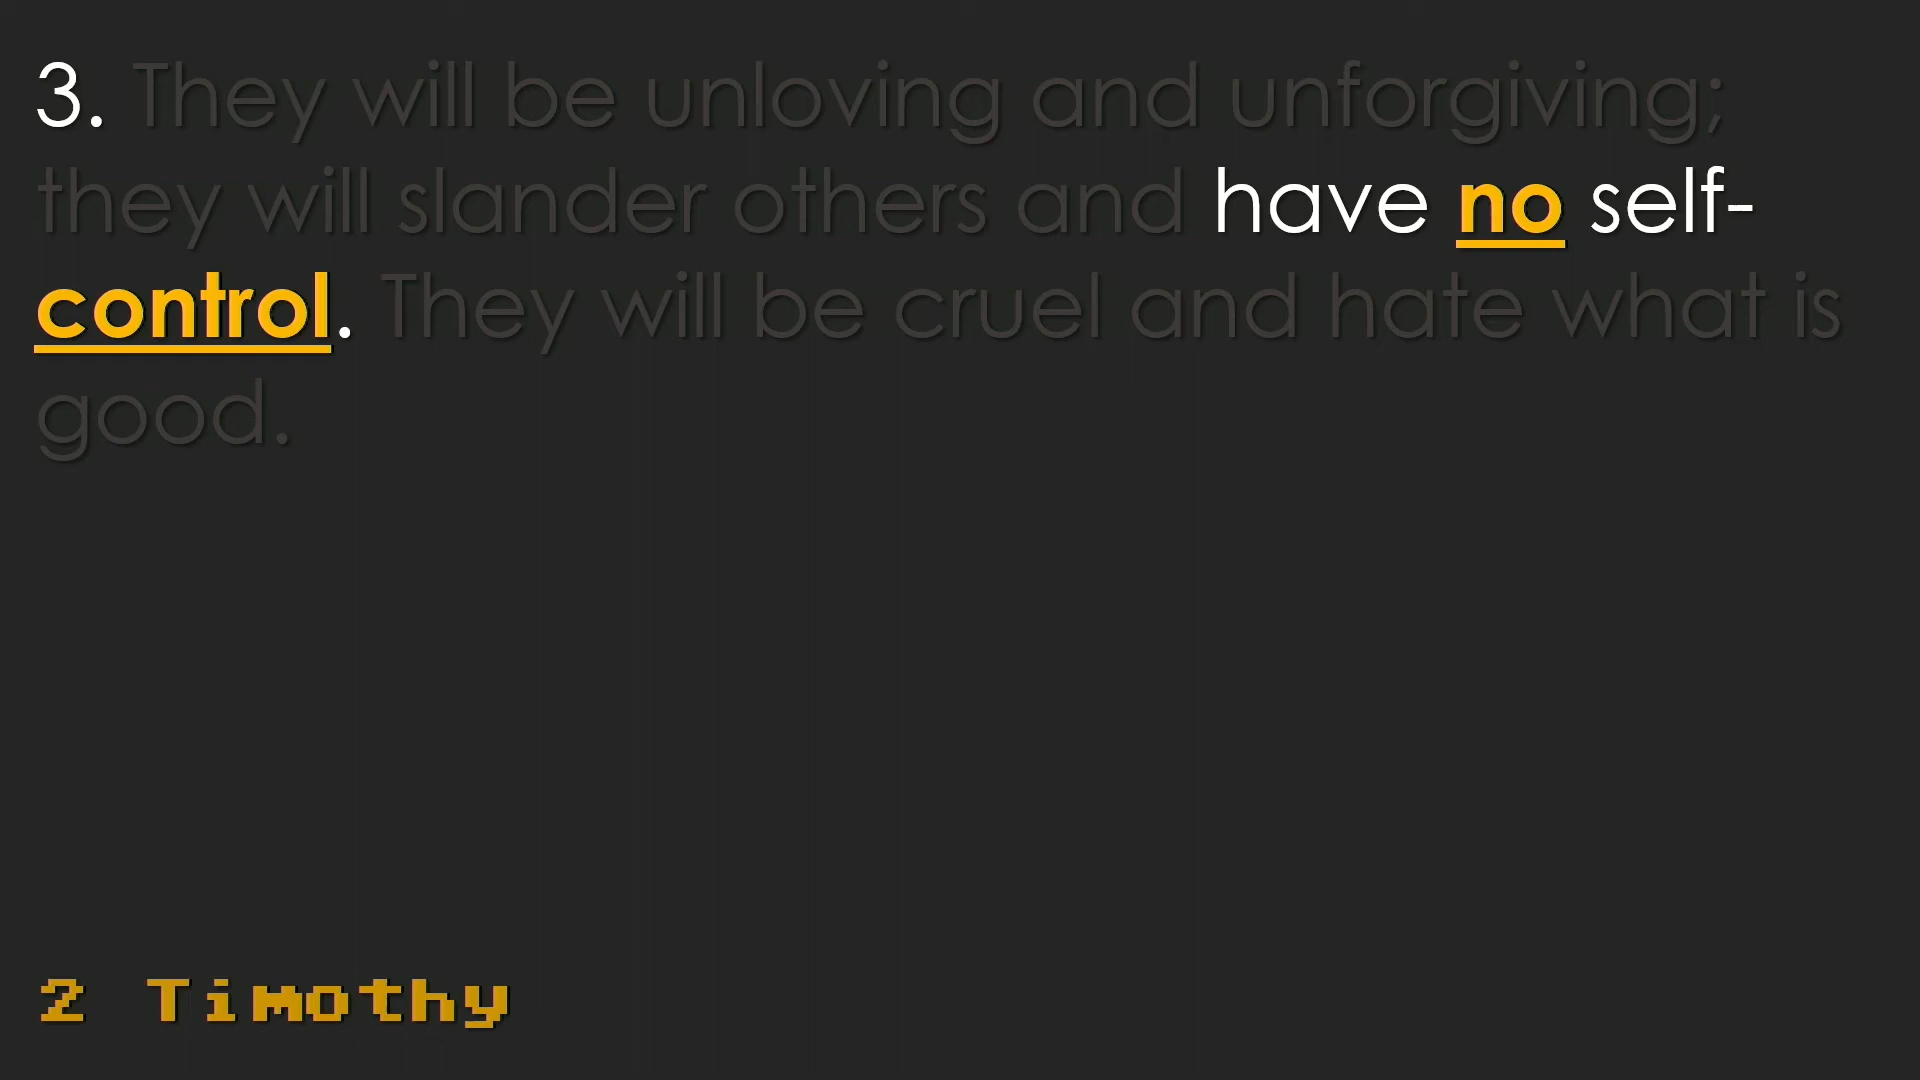 3. They will be unloving and unforgiving;
they will slander others and have no self-
control. They will be cruel and hate what is
good.
2 Timothy